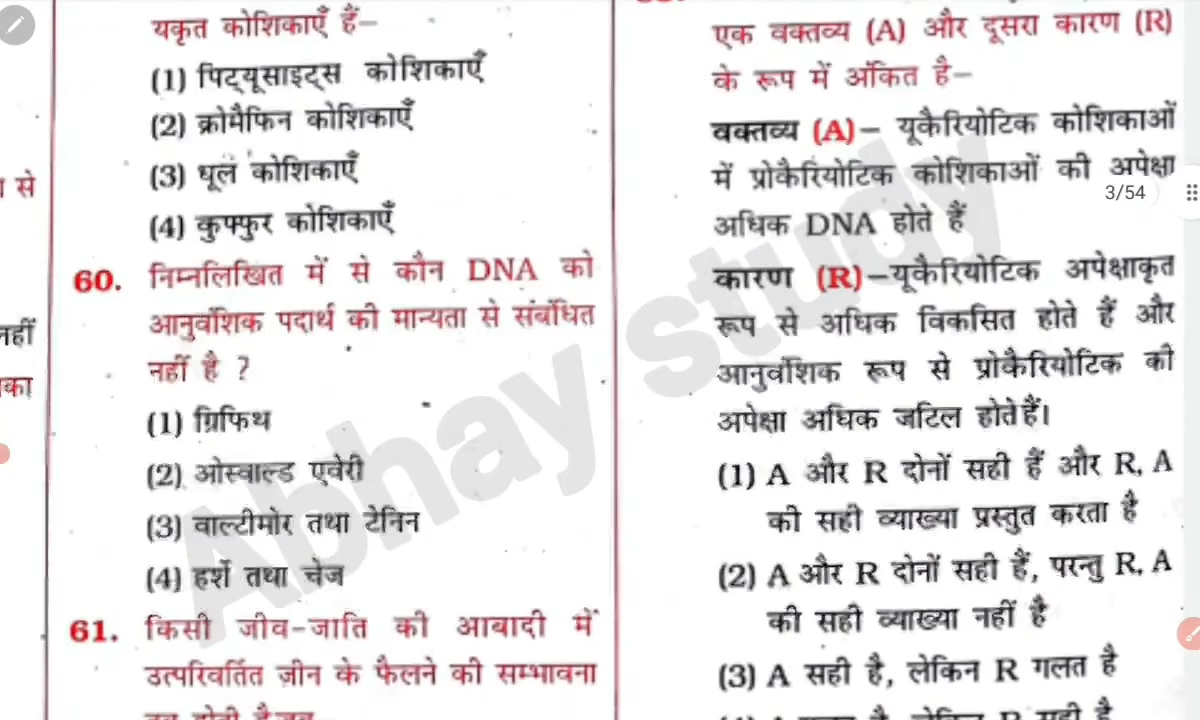 यकृत कोशिकाएँ हैं–
(1) पिट्यूसाइट्स कोशिकाएँ
(2) क्रोमैफिन कोशिकाएँ
(3) धूल कोशिकाएँ
(4) कुफ्फुर कोशिकाएँ
60. निम्नलिखित में से कौन DNA को
आनुवंशिक पदार्थ की मान्यता से संबंधित
नहीं है ?
(1) ग्रिफिथ
(2) ओस्वाल्ड एवेरी
(3) वाल्टीमोर तथा टेनिन
(4) हर्शे तथा चेज
61. किसी जीव-जाति की आबादी में
उत्परिवर्तित ज़ीन के फैलने की सम्भावना
से
नहीं
का
एक वक्तव्य (A) और दूसरा कारण (R)
के रूप में अंकित है–
वक्तव्य (A)– यूकैरियोटिक कोशिकाओं
में प्रोकैरियोटिक कोशिकाओं की अपेक्षा
3/54
अधिक DNA होते हैं
कारण (R)–यूकैरियोटिक अपेक्षाकृत
रूप से अधिक विकसित होते हैं और
आनुवंशिक रूप से प्रोकैरियोटिक की
अपेक्षा अधिक जटिल होते हैं।
(1) A और R दोनों सही हैं और R, A
की सही व्याख्या प्रस्तुत करता है
(2) A और R दोनों सही हैं, परन्तु R, A
की सही व्याख्या नहीं है
(3) A सही है, लेकिन R गलत है
Abhay study